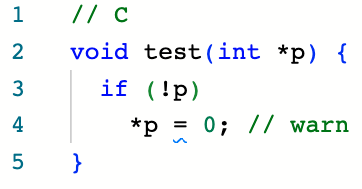 1 // C
2 void test(int *p) {
3 if (!p)
4 *p = 0; // warn
5 }